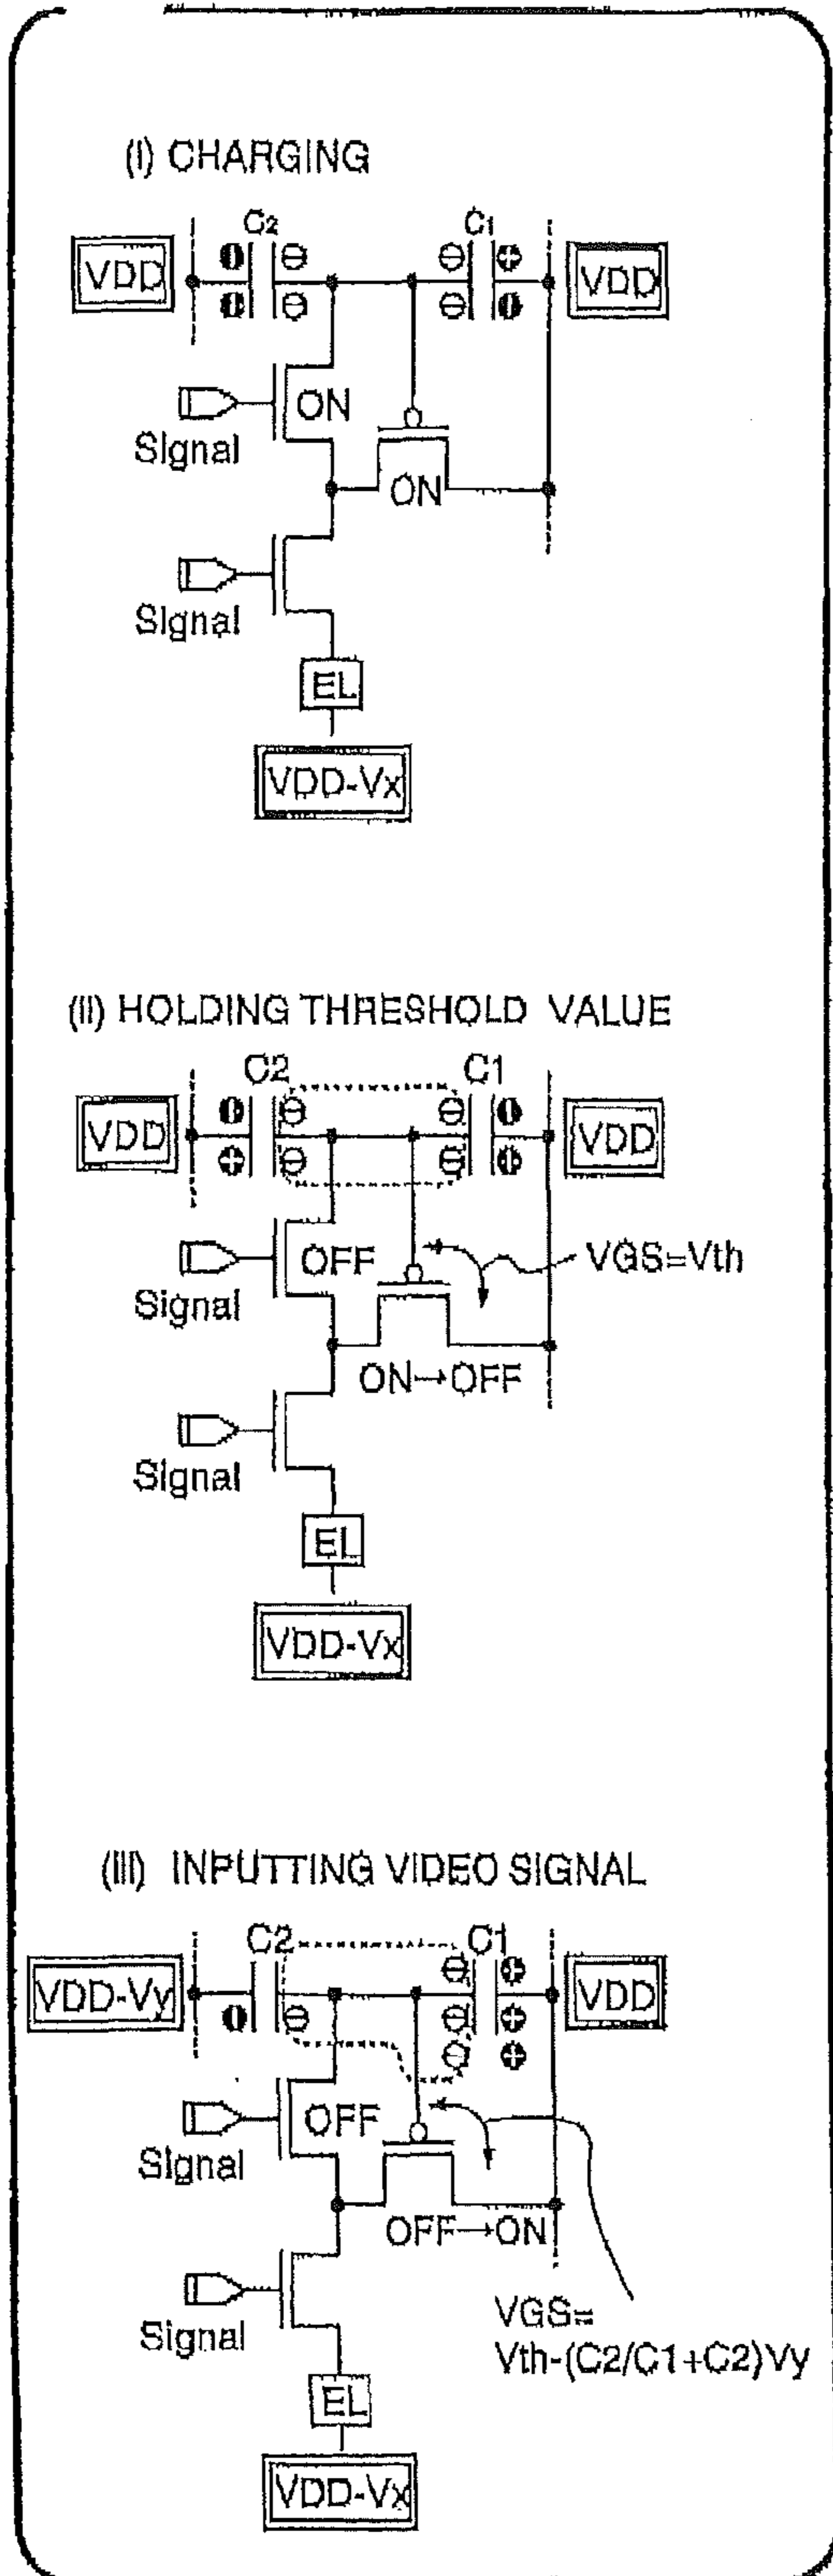 (I) CHARGING
C2 C1
VDD VDD
ON
Signal
ON
Signal
EL
VDD-Vx
(II) HOLDING THRESHOLD VALUE
C2 C1
VDD VDD
OFF VGS=Vth
Signal
ON→OFF
Signal
EL
VDD-Vx
(III) INPUTTING VIDEO SIGNAL
C2 C1
VDD-Vy VDD
OFF
Signal
OFF→ON
Signal
VGS=
Vth-(C2/C1+C2)Vy
EL
VDD-Vx